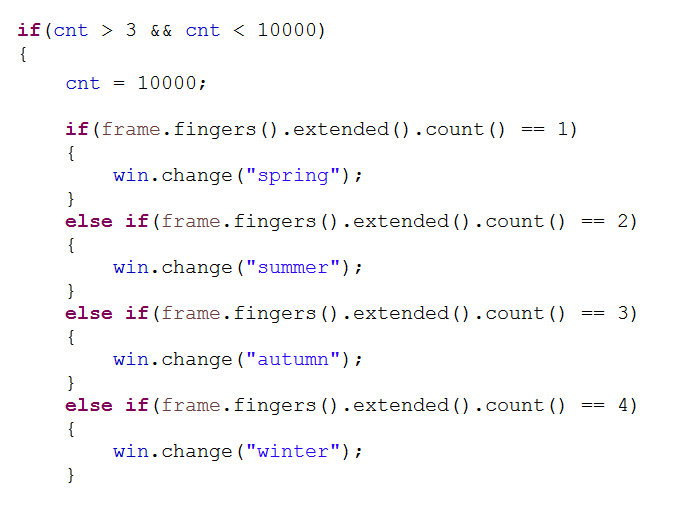 if(cnt > 3 && cnt < 10000)
{
    cnt = 10000;
    if(frame.fingers().extended().count() == 1)
    {
        win.change("spring");
    }
    else if(frame.fingers().extended().count() == 2)
    {
        win.change("summer");
    }
    else if(frame.fingers().extended().count() == 3)
    {
        win.change("autumn");
    }
    else if(frame.fingers().extended().count() == 4)
    {
        win.change("winter");
    }